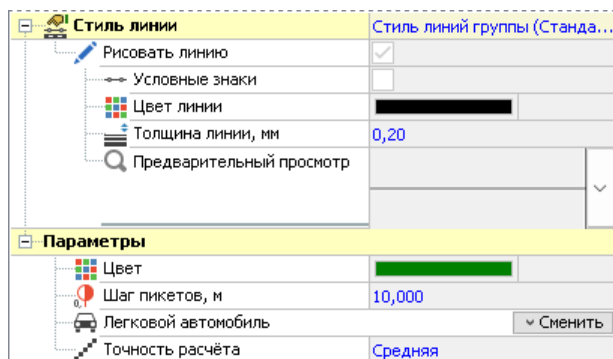 Стиль линии Стиль линий группы (Станда...
Рисовать линию
Условные знаки
Цвет линии
Толщина линии, мм 0,20
Предварительный просмотр
Параметры
Цвет
Шаг пикетов, м 10,000
Легковой автомобиль Сменить
Точность расчёта Средняя